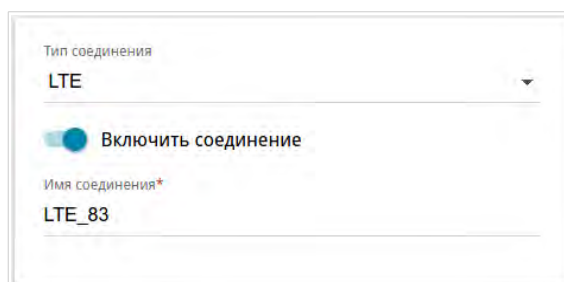 Тип соединения
LTE
Включить соединение
Имя соединения*
LTE_83